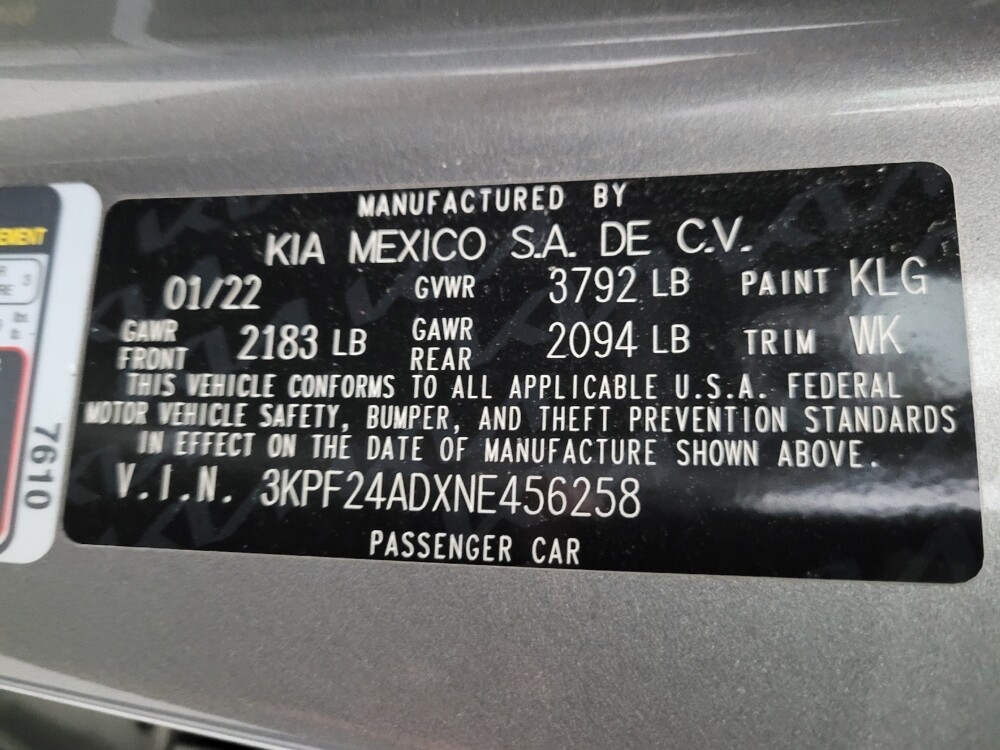 MANUFACTURED BY
KIA MEXICO S.A. DE C.V.
01/22 GVWR 3792 LB PAINT KLG
GAWR FRONT 2183 LB GAWR REAR 2094 LB TRIM WK
THIS VEHICLE CONFORMS TO ALL APPLICABLE U.S.A. FEDERAL
MOTOR VEHICLE SAFETY, BUMPER, AND THEFT PREVENTION STANDARDS
IN EFFECT ON THE DATE OF MANUFACTURE SHOWN ABOVE.
V.I.N. 3KPF24ADXNE456258
PASSENGER CAR
7610
3